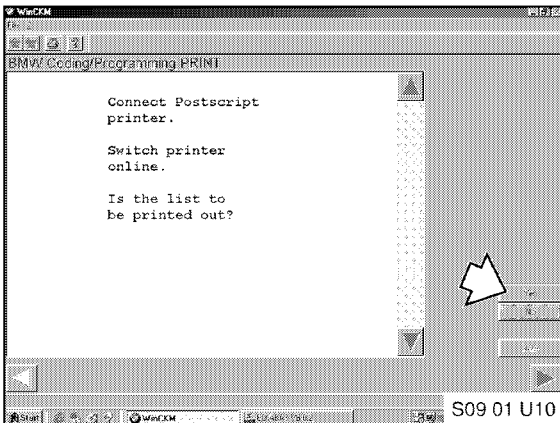 WinCKM
BMW Coding/Programming PRINT
Connect Postscript
printer.
Switch printer
online.
Is the list to
be printed out?
Start
WinCKM
S09 01 U10